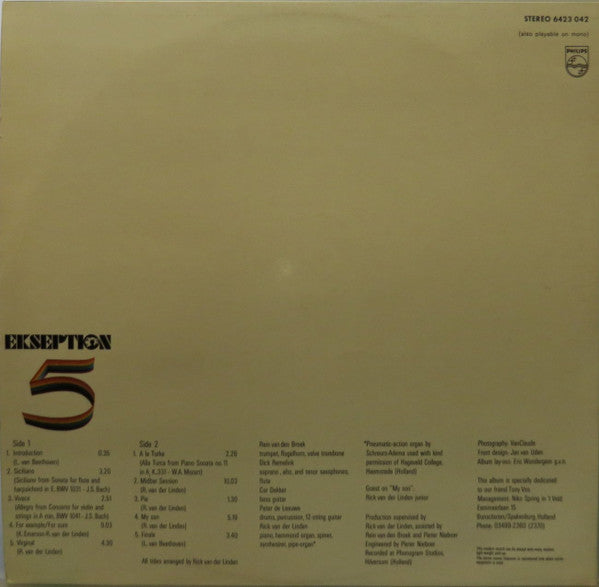 STEREO 6423 042
(also playable on mono)
PHILIPS
EKSEPTION
5
Side 1
1. Introduction 0.35
(L. van Beethoven)
2. Siciliano 3.20
(Siciliano from Sonata for flute and
harpsichord in E, BWV 1031 - J.S. Bach)
3. Vivace 2.51
(Allegro from Concerto for violin and
strings in A min, BWV 1041 - J.S. Bach)
4. For example/For sure 9.03
(K. Emerson-R. van der Linden)
5. Virginal 4.30
(R. van der Linden)
Side 2
1. A la Turka 2.26
(Alla Turca from Piano Sonata no. 11
in A, K.331 - W.A. Mozart)
2. Midbar Session 10.03
(R. van der Linden)
3. Pie 1.30
(R. van der Linden)
4. My son 5.19
(R. van der Linden)
5. Finale 3.40
(L. van Beethoven)
All titles arranged by Rick van der Linden
Rein van den Broek
trumpet, flugelhorn, valve trombone
Dick Remelink
soprano-, alto, and tenor saxophones,
flute
Cor Dekker
bass guitar
Peter de Leeuwe
drums, percussion, 12-string guitar
Rick van der Linden
piano, hammond organ, spinet,
synthesizer, pipe-organ*
*Pneumatic-action organ by
Schreurs-Adema used with kind
permission of Hageveld College,
Heemstede (Holland)
Guest on "My son":
Rick van der Linden junior
Production supervised by
Rick van der Linden, assisted by
Rein van den Broek and Pieter Nieboer
Engineered by Pieter Nieboer
Recorded at Phonogram Studios,
Hilversum (Holland)
Photography: VanClaude
Front design: Jan van Uden
Album lay-out: Eric Wondergem g.v.n.
This album is specially dedicated
to our friend Tony Vos
Management: Niko Spring in 't Veld
15
Bunschoten/Spakenburg, Holland